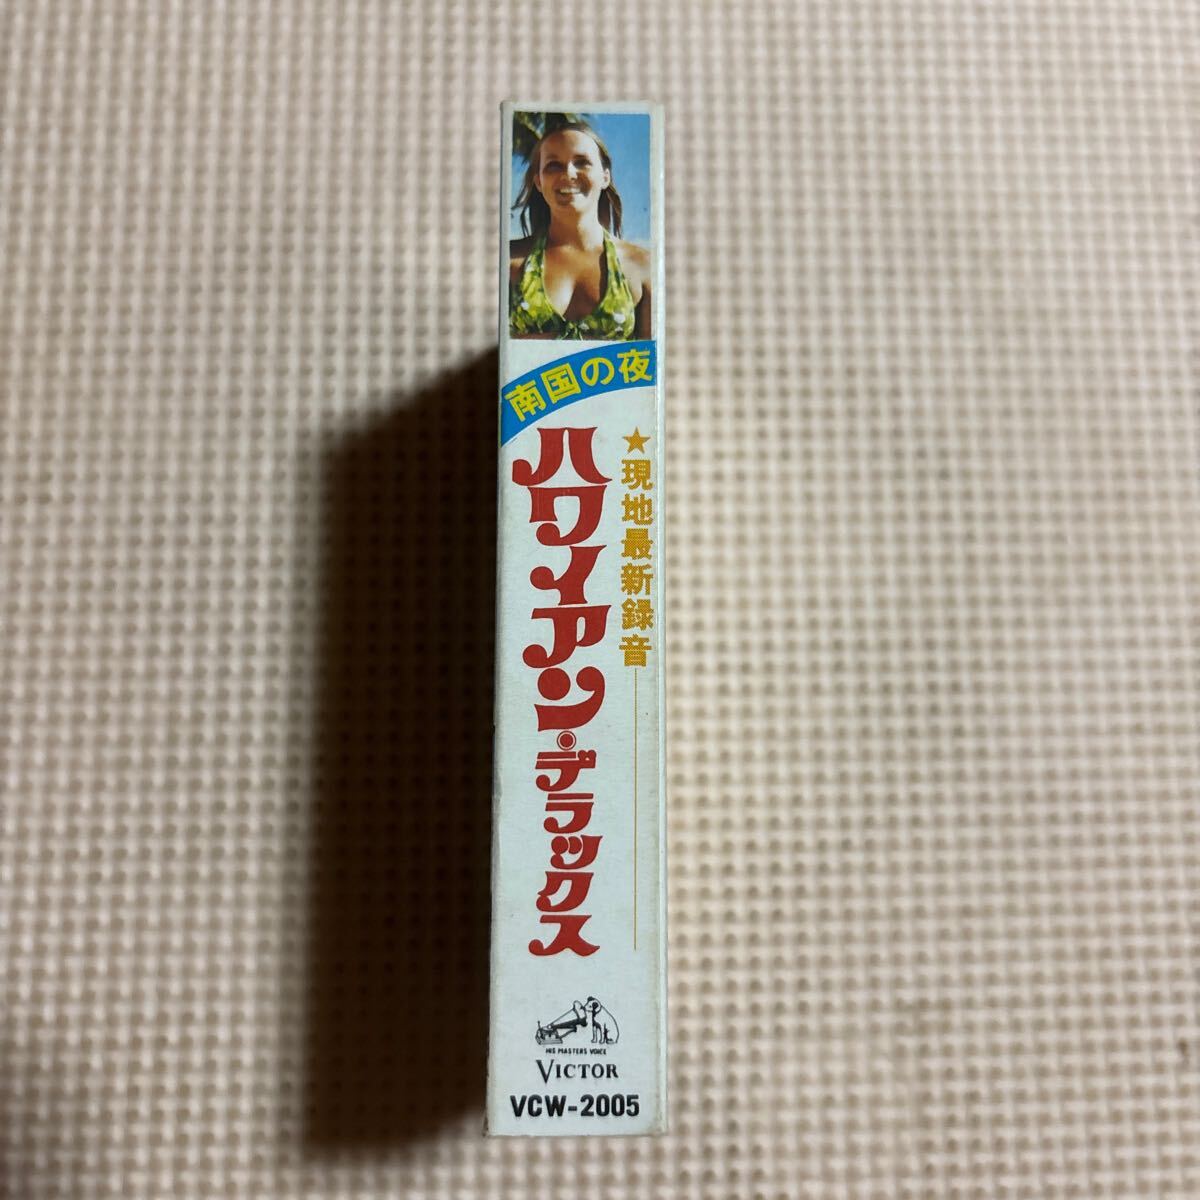 南国の夜
★現地最新録音
ハワイアン・デラックス
HIS MASTERS VOICE
VICTOR
VCW-2005